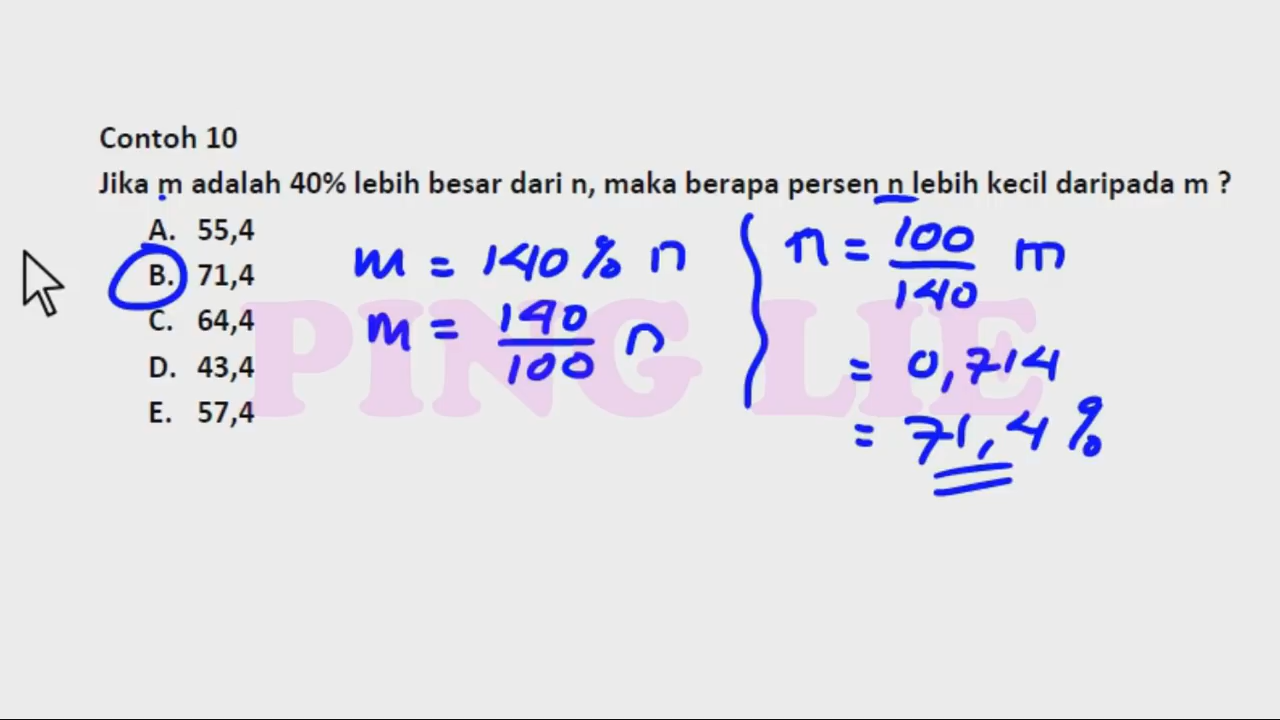 Contoh 10
Jika m adalah 40% lebih besar dari n, maka berapa persen n lebih kecil daripada m ?
A. 55,4
B. 71,4
C. 64,4
D. 43,4
E. 57,4
m = 140 % n
m = 140/100 n
n = 100/140 m
= 0,714
= 71,4 %
PING LIE